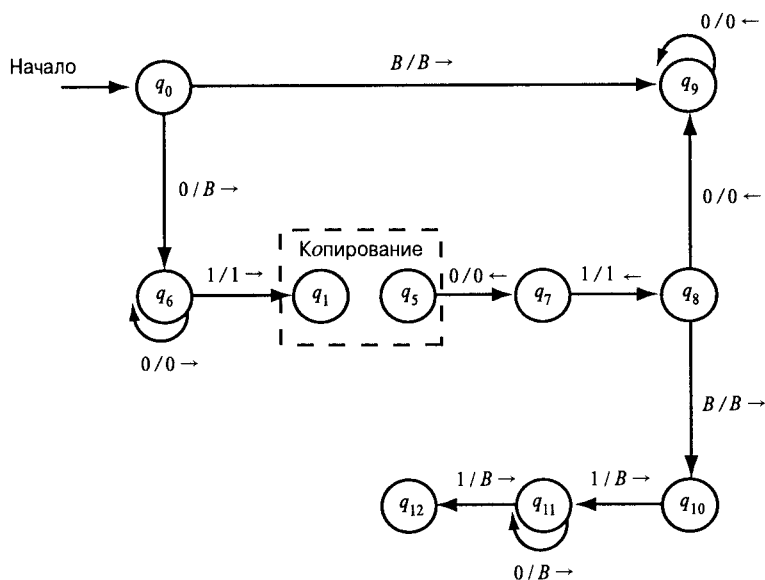 0/0 ←
Начало
q0
B/B →
q9
0/B →
0/0 ←
Копирование
q6
1/1 →
q1
q5
0/0 ←
q7
1/1 ←
q8
0/0 →
B/B →
q12
1/B →
q11
1/B →
q10
0/B →